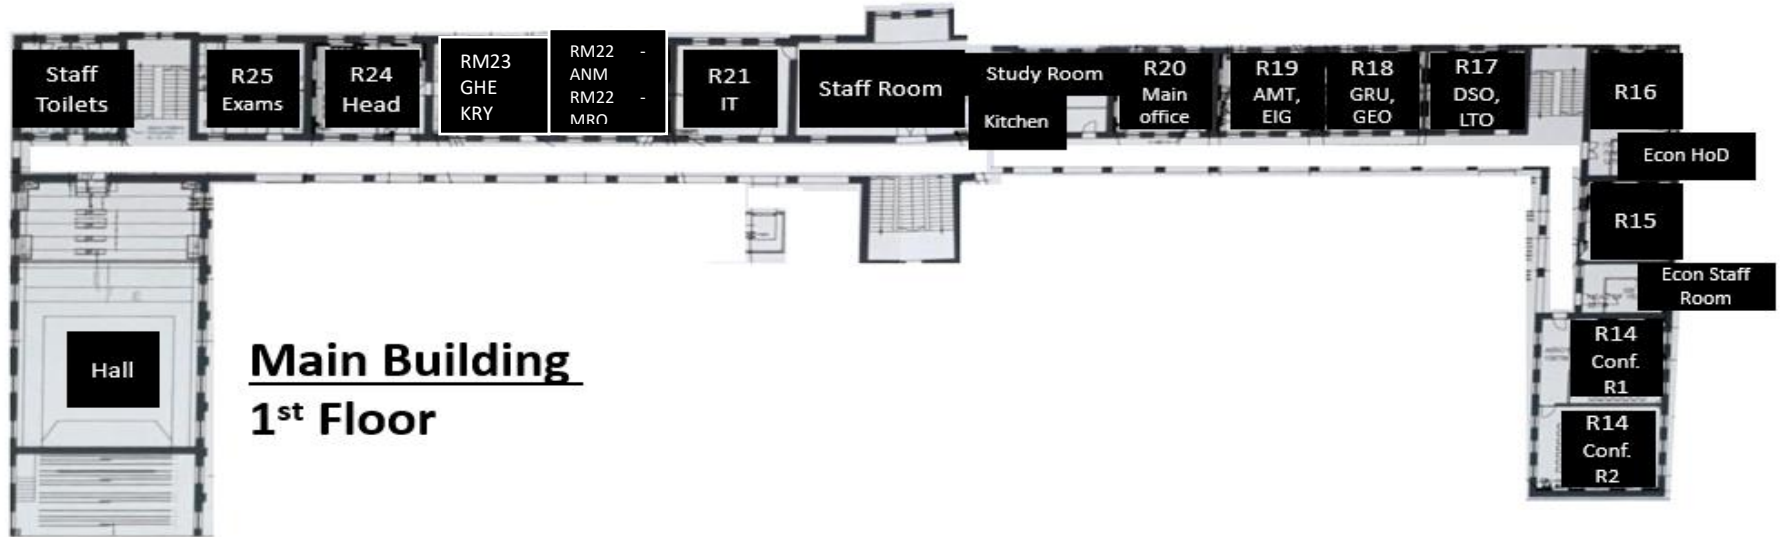 Staff
Toilets
R25
Exams
R24
Head
RM23
GHE
KRY
RM22 -
ANM
RM22 -
MRO
R21
IT
Staff Room
Study Room
Kitchen
R20
Main
office
R19
AMT,
EIG
R18
GRU,
GEO
R17
DSO,
LTO
R16
Econ HoD
R15
Econ Staff
Room
R14
Conf.
R1
R14
Conf.
R2
Hall
Main Building
1st Floor